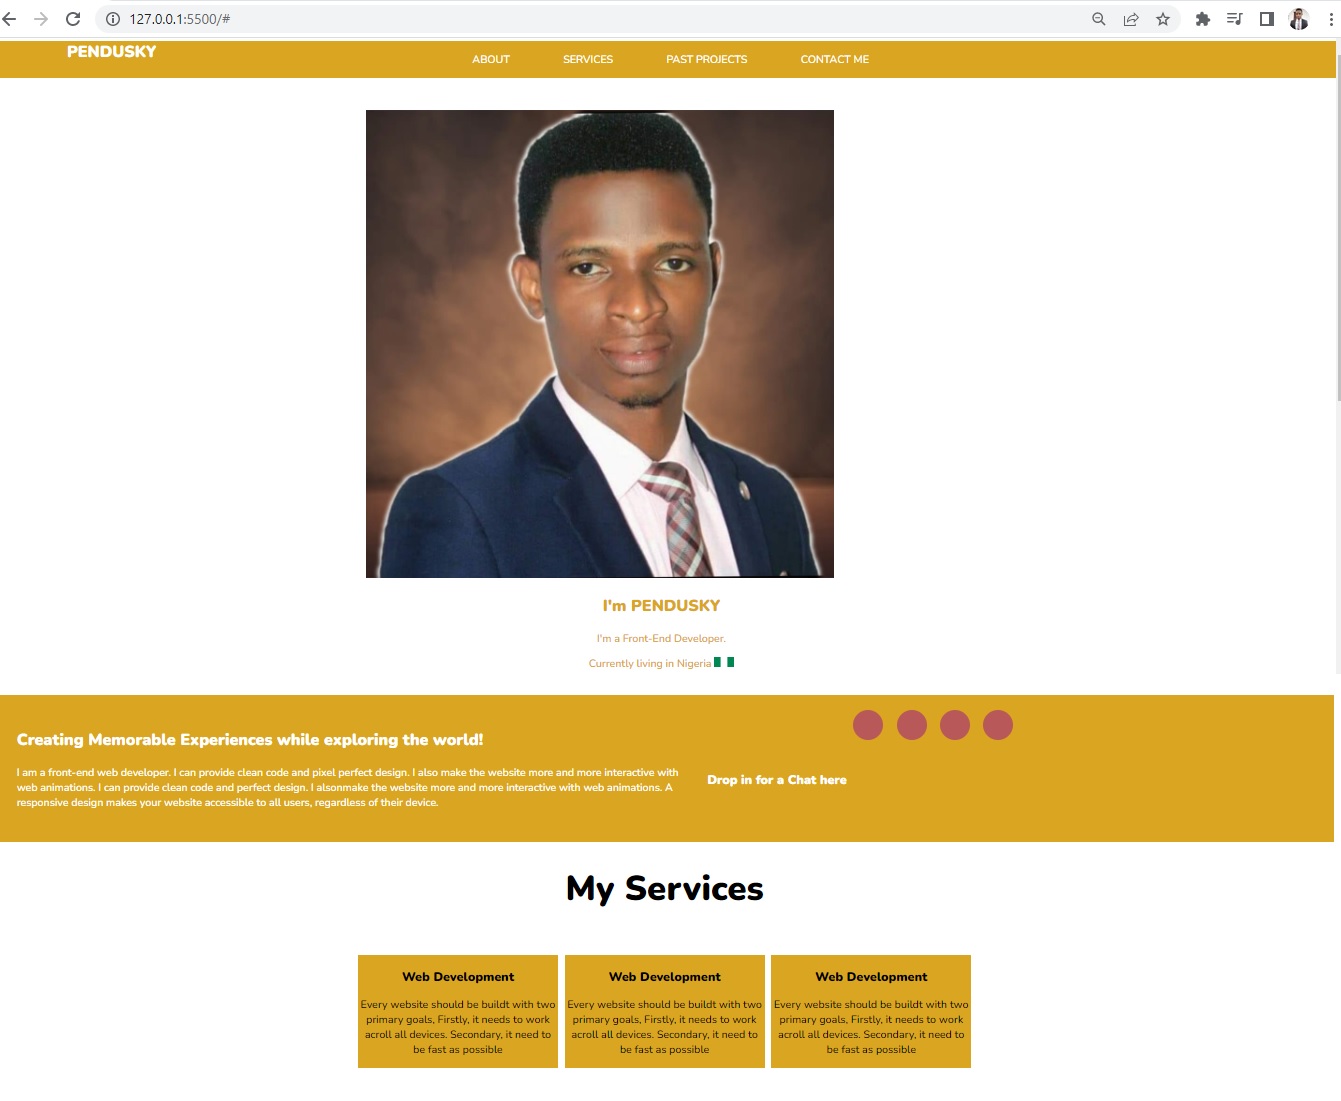 127.0.0.1:5500/#
PENDUSKY
ABOUT SERVICES PAST PROJECTS CONTACT ME
I'm PENDUSKY
I'm a Front-End Developer.
Currently living in Nigeria
Creating Memorable Experiences while exploring the world!
I am a front-end web developer. I can provide clean code and pixel perfect design. I also make the website more and more interactive with
web animations. I can provide clean code and perfect design. I alsonmake the website more and more interactive with web animations. A
responsive design makes your website accessible to all users, regardless of their device.
Drop in for a Chat here
My Services
Web Development
Every website should be buildt with two
primary goals, Firstly, it needs to work
acroll all devices. Secondary, it need to
be fast as possible
Web Development
Every website should be buildt with two
primary goals, Firstly, it needs to work
acroll all devices. Secondary, it need to
be fast as possible
Web Development
Every website should be buildt with two
primary goals, Firstly, it needs to work
acroll all devices. Secondary, it need to
be fast as possible